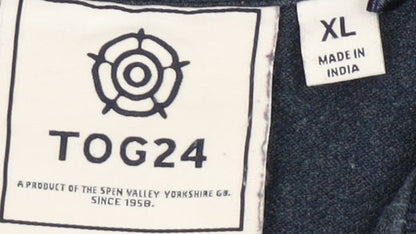 TOG24
A PRODUCT OF THE SPEN VALLEY YORKSHIRE GB.
SINCE 1958.
XL
MADE IN
INDIA